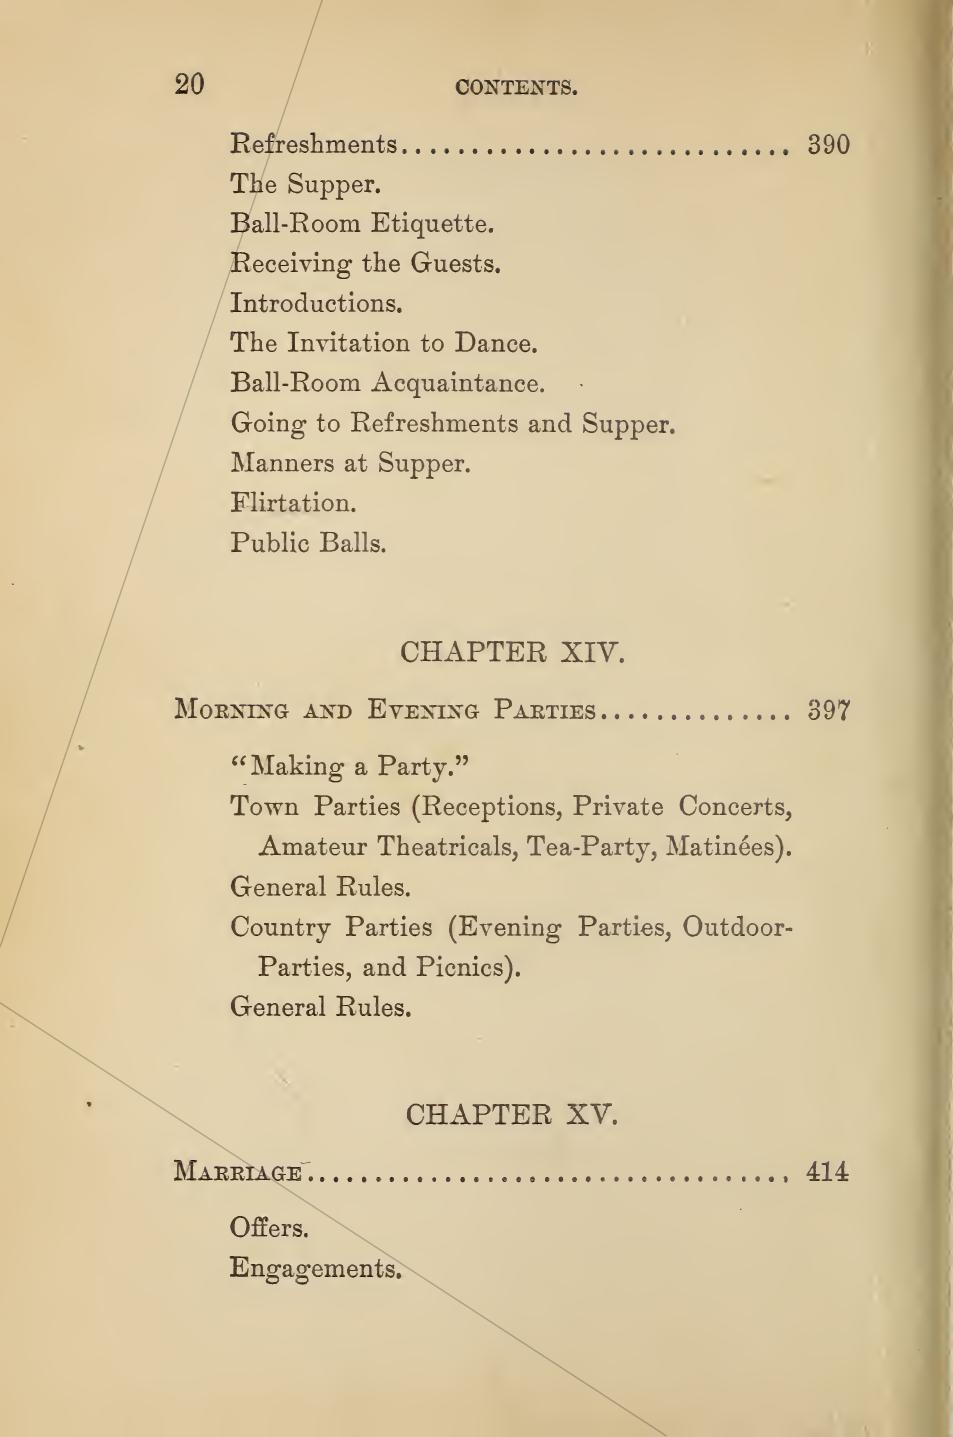 20 CONTENTS.
Refreshments............................ 390
The Supper.
Ball-Room Etiquette.
Receiving the Guests.
Introductions.
The Invitation to Dance.
Ball-Room Acquaintance.
Going to Refreshments and Supper.
Manners at Supper.
Flirtation.
Public Balls.
CHAPTER XIV.
Morning and Evening Parties.............. 397
“Making a Party.”
Town Parties (Receptions, Private Concerts,
Amateur Theatricals, Tea-Party, Matinées).
General Rules.
Country Parties (Evening Parties, Outdoor-
Parties, and Picnics).
General Rules.
CHAPTER XV.
Marriage................................... 414
Offers.
Engagements.